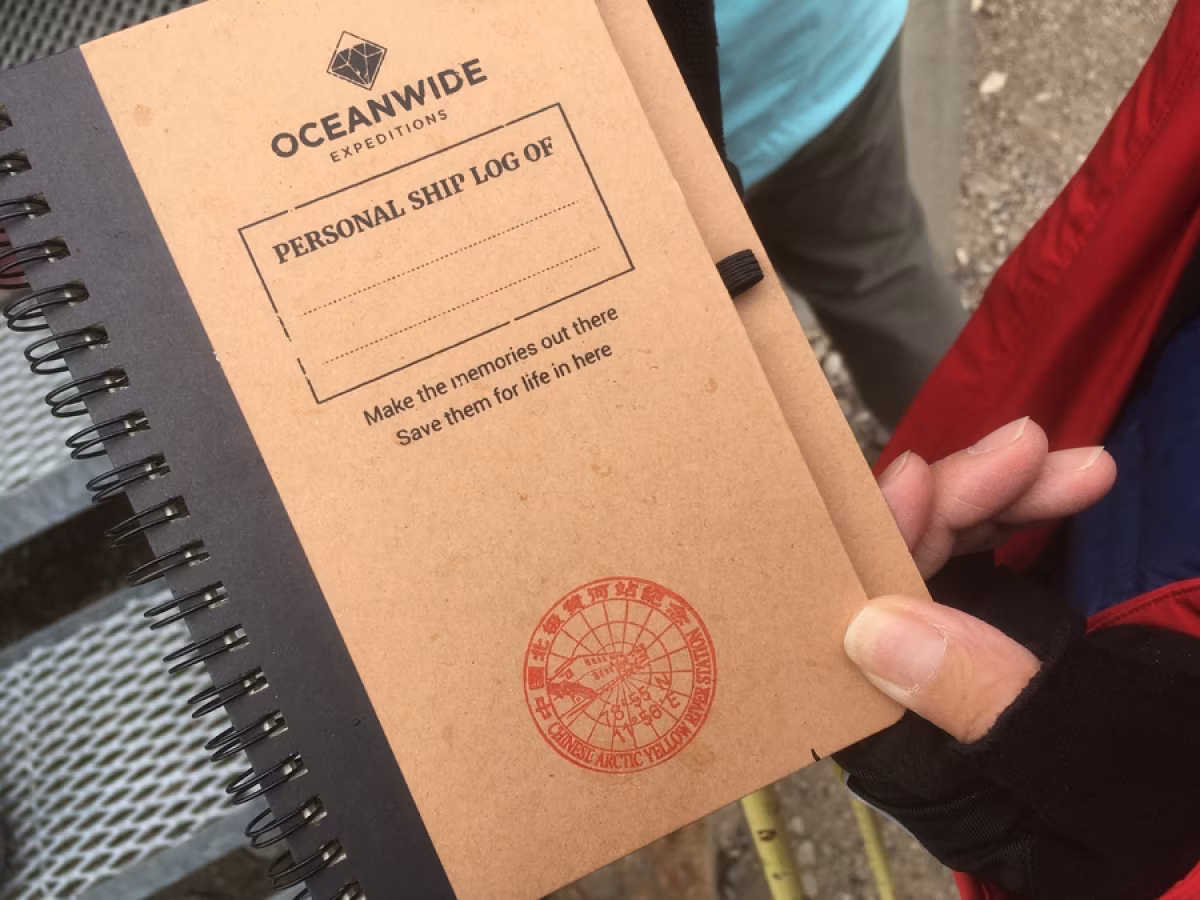 OCEANWIDE
EXPEDITIONS
PERSONAL SHIP LOG OF
Make the memories out there
Save them for life in here
中國北極黃河站紀念
78°55′N
11°56′E
CHINESE ARCTIC YELLOW RIVER STATION